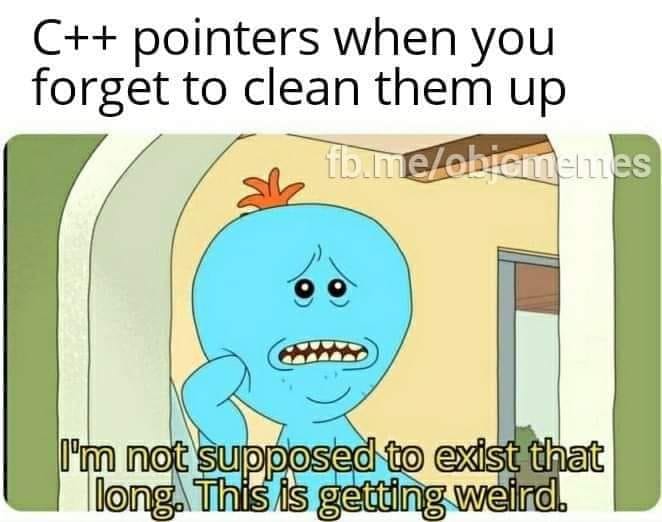 C++ pointers when you
forget to clean them up
fb.me/objcmemes
I'm not supposed to exist that
long. This is getting weird.